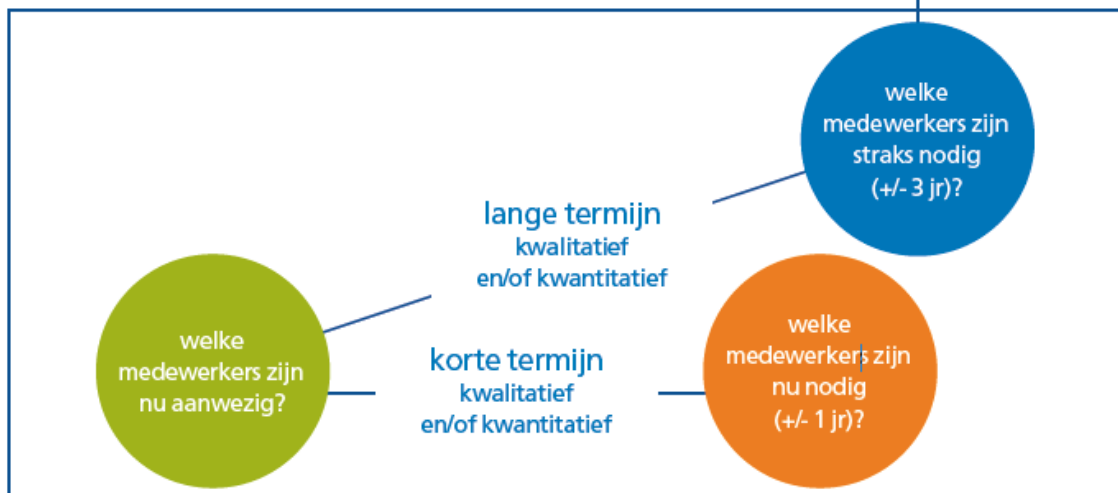 welke
medewerkers zijn
straks nodig
(+/- 3 jr)?
lange termijn
kwalitatief
en/of kwantitatief
welke
medewerkers zijn
nu aanwezig?
korte termijn
kwalitatief
en/of kwantitatief
welke
medewerkers zijn
nu nodig
(+/- 1 jr)?